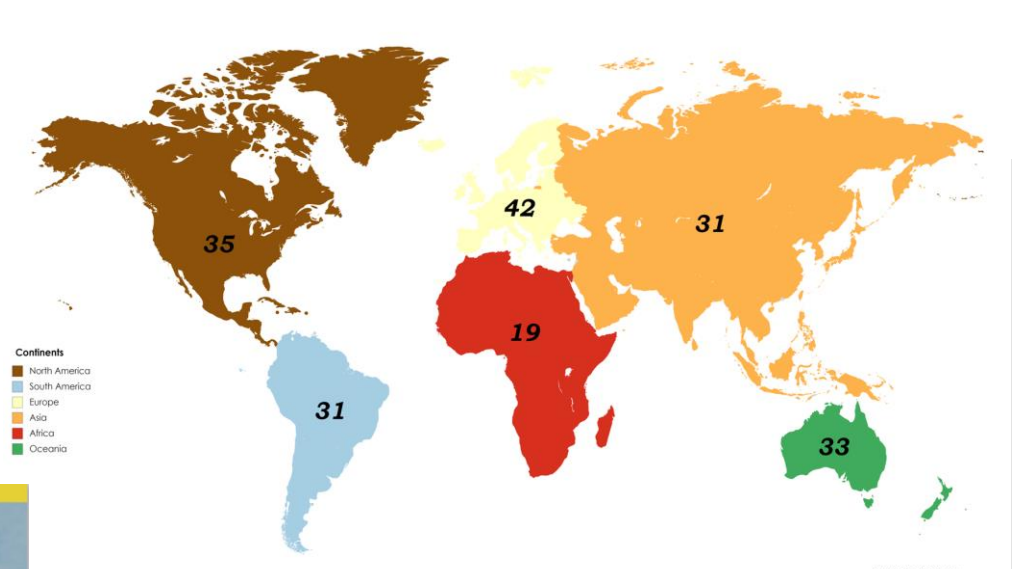 42
31
35
19
31
33
Continents
North America
South America
Europe
Asia
Africa
Oceania